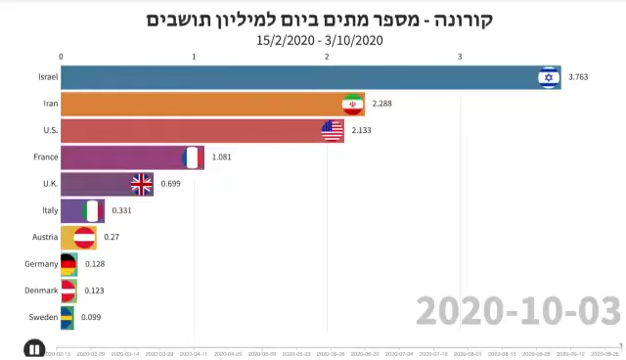 קורונה - מספר מתים ביום למיליון תושבים
15/2/2020 - 3/10/2020
0 1 2 3
Israel 3.763
Iran 2.288
U.S. 2.133
France 1.081
U.K. 0.699
Italy 0.331
Austria 0.27
Germany 0.128
Denmark 0.123
Sweden 0.099
2020-10-03